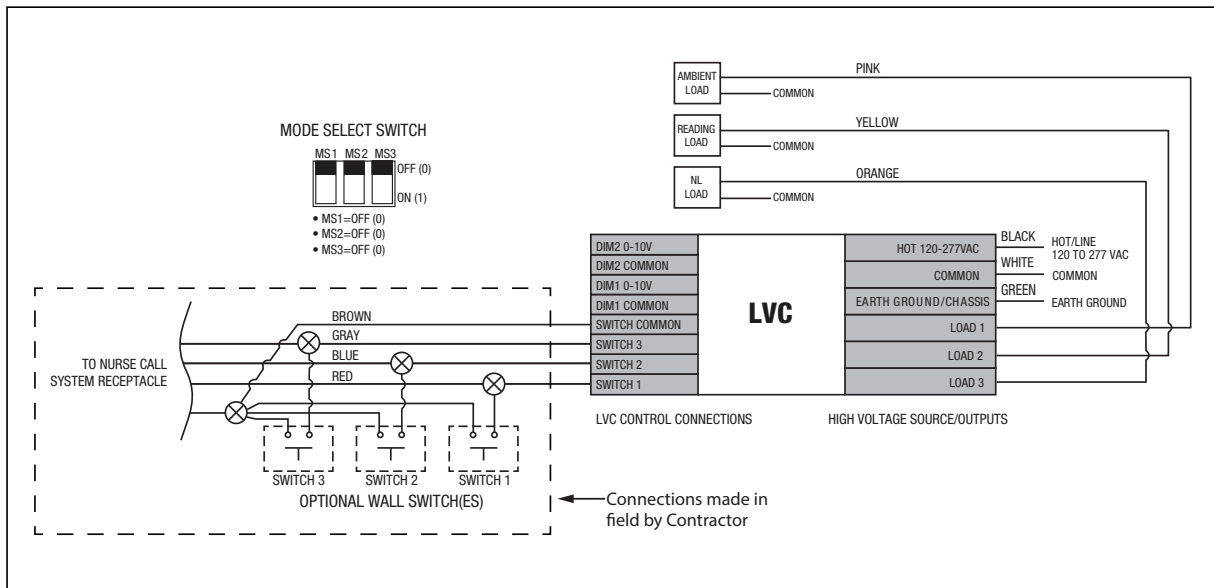 PINK
AMBIENT
LOAD
COMMON
YELLOW
READING
LOAD
COMMON
ORANGE
NL
LOAD
COMMON
MODE SELECT SWITCH
MS1 MS2 MS3
OFF (0)
ON (1)
• MS1=OFF (0)
• MS2=OFF (0)
• MS3=OFF (0)
DIM2 0-10V
DIM2 COMMON
DIM1 0-10V
DIM1 COMMON
SWITCH COMMON
SWITCH 3
SWITCH 2
SWITCH 1
LVC
HOT 120-277VAC
COMMON
EARTH GROUND/CHASSIS
LOAD 1
LOAD 2
LOAD 3
BLACK
HOT/LINE
120 TO 277 VAC
WHITE
COMMON
GREEN
EARTH GROUND
LVC CONTROL CONNECTIONS
HIGH VOLTAGE SOURCE/OUTPUTS
BROWN
GRAY
BLUE
RED
TO NURSE CALL
SYSTEM RECEPTACLE
SWITCH 3
SWITCH 2
SWITCH 1
OPTIONAL WALL SWITCH(ES)
Connections made in
field by Contractor